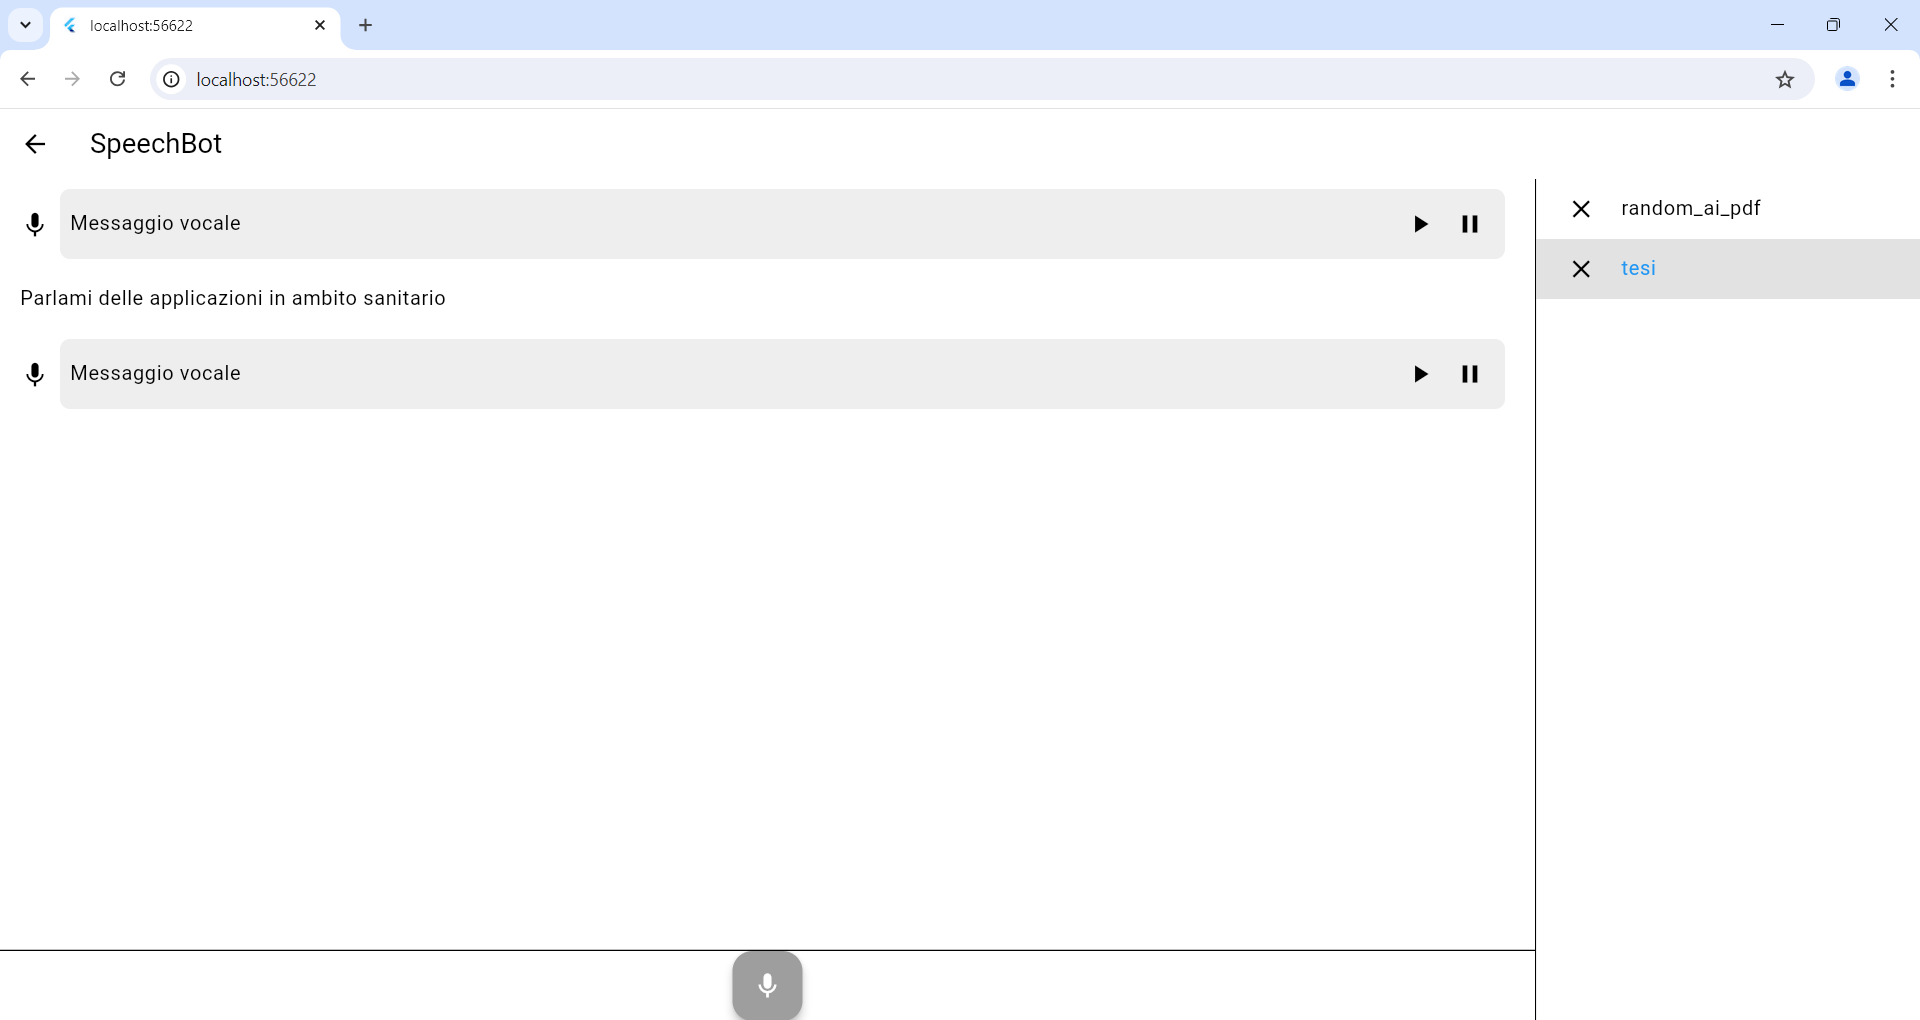 localhost:56622
localhost:56622
SpeechBot
Messaggio vocale
Parlami delle applicazioni in ambito sanitario
Messaggio vocale
random_ai_pdf
tesi